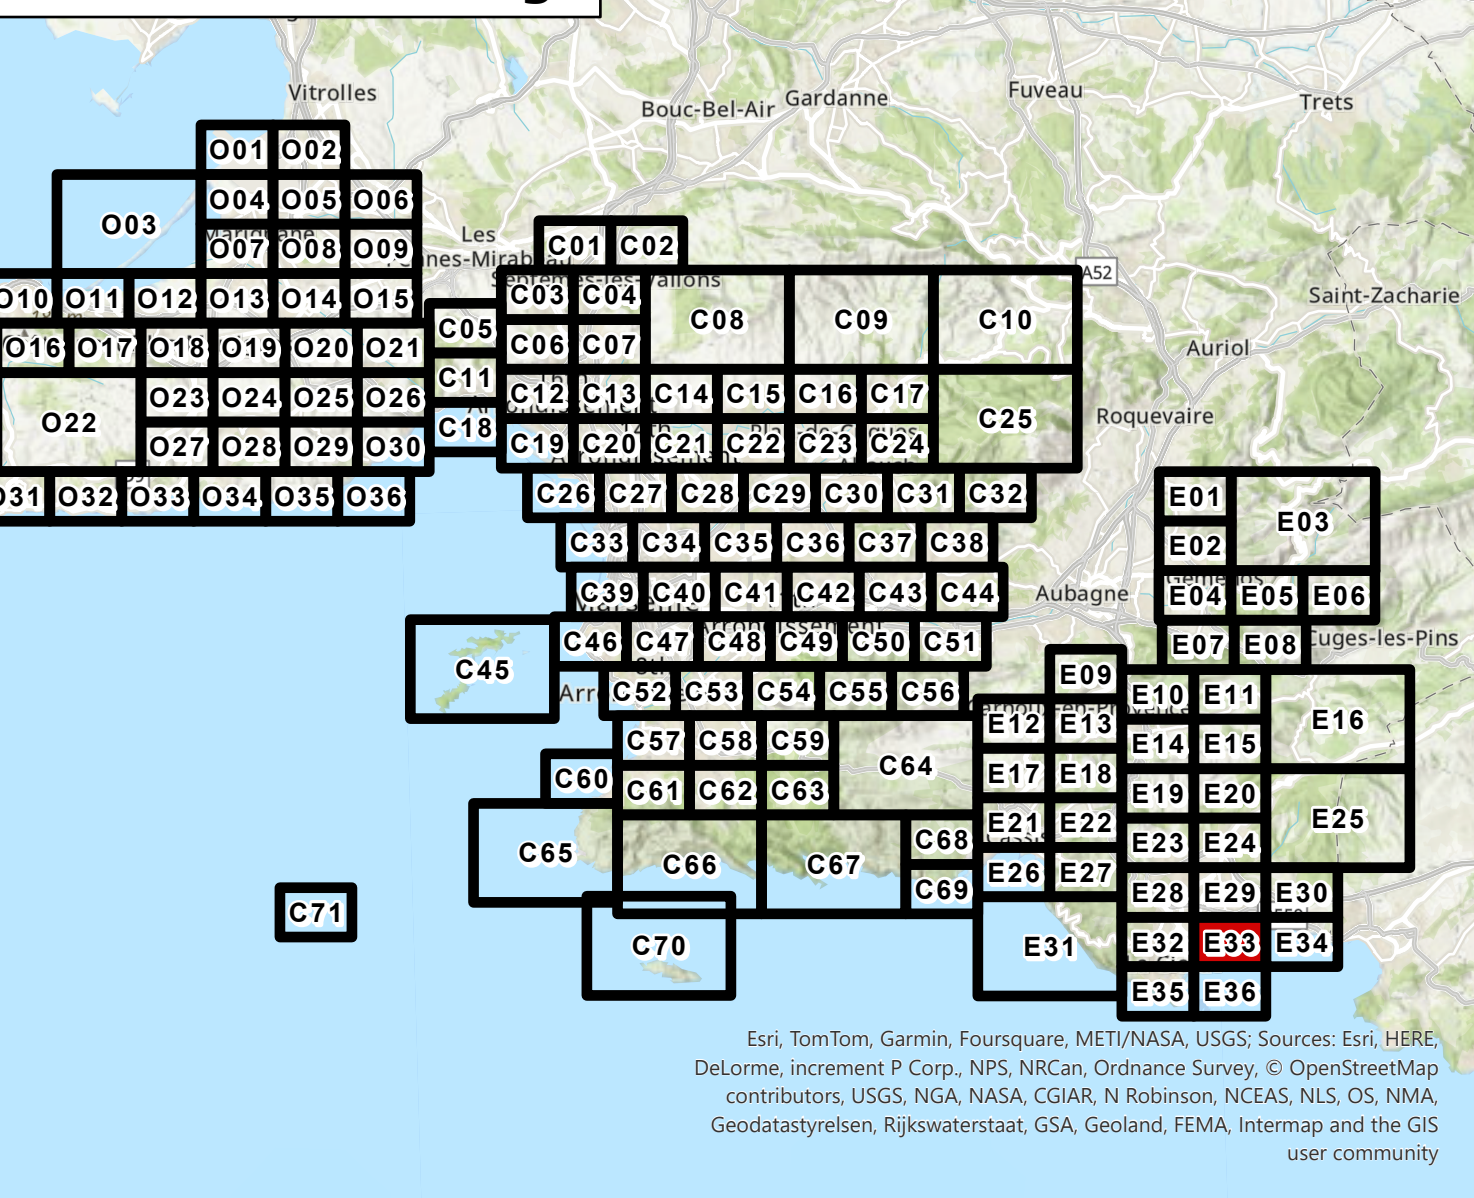 Vitrolles
Bouc-Bel-Air
Gardanne
Fuveau
Trets
O01 O02
O03
O04 O05 O06
O07 O08 O09
Les
C01 C02
A52
O10 O11 O12 O13 O14 O15
C03 C04
C05
C08 C09 C10
Saint-Zacharie
O16 O17 O18 O19 O20 O21
C06 C07
Auriol
C11
O22
O23 O24 O25 O26
C12 C13 C14 C15 C16 C17
C25
Roquevaire
C18
O27 O28 O29 O30
C19 C20 C21 C22 C23 C24
O31 O32 O33 O34 O35 O36
C26 C27 C28 C29 C30 C31 C32
E01
E03
E02
C33 C34 C35 C36 C37 C38
C39 C40 C41 C42 C43 C44
Aubagne
Gémenos
E04 E05 E06
Marseille
Arrondissement
C45
C46 C47 C48 C49 C50 C51
E07 E08
Cuges-les-Pins
E09
C52 C53 C54 C55 C56
E10 E11
E16
E12 E13
C57 C58 C59
C64
E14 E15
C60
C61 C62 C63
E17 E18
E19 E20
E25
E21 E22
C65
C66 C67
C68
E23 E24
C69
E26 E27
E28 E29 E30
C71
C70
E31
E32 E33 E34
E35 E36
Esri, TomTom, Garmin, Foursquare, METI/NASA, USGS; Sources: Esri, HERE,
DeLorme, increment P Corp., NPS, NRCan, Ordnance Survey, © OpenStreetMap
contributors, USGS, NGA, NASA, CGIAR, N Robinson, NCEAS, NLS, OS, NMA,
Geodatastyrelsen, Rijkswaterstaat, GSA, Geoland, FEMA, Intermap and the GIS
user community